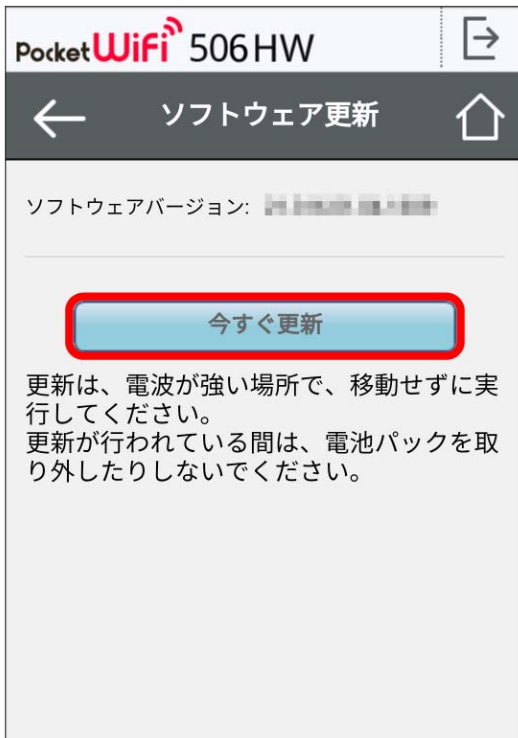 Pocket WiFi 506HW
ソフトウェア更新
ソフトウェアバージョン:
今すぐ更新
更新は、電波が強い場所で、移動せずに実
行してください。
更新が行われている間は、電池パックを取
り外したりしないでください。